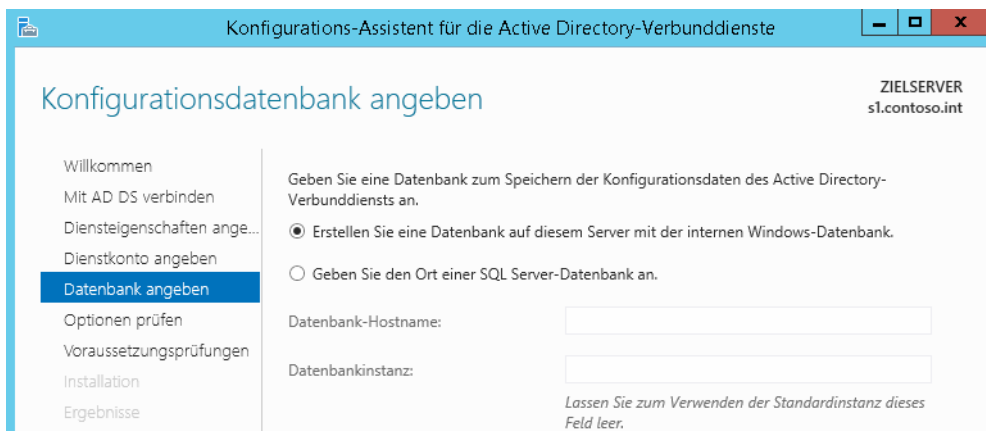 Konfigurations-Assistent für die Active Directory-Verbunddienste
Konfigurationsdatenbank angeben
ZIELSERVER
s1.contoso.int
Willkommen
Mit AD DS verbinden
Diensteigenschaften ange...
Dienstkonto angeben
Datenbank angeben
Optionen prüfen
Voraussetzungsprüfungen
Installation
Ergebnisse
Geben Sie eine Datenbank zum Speichern der Konfigurationsdaten des Active Directory-
Verbunddiensts an.
Erstellen Sie eine Datenbank auf diesem Server mit der internen Windows-Datenbank.
Geben Sie den Ort einer SQL Server-Datenbank an.
Datenbank-Hostname:
Datenbankinstanz:
Lassen Sie zum Verwenden der Standardinstanz dieses
Feld leer.